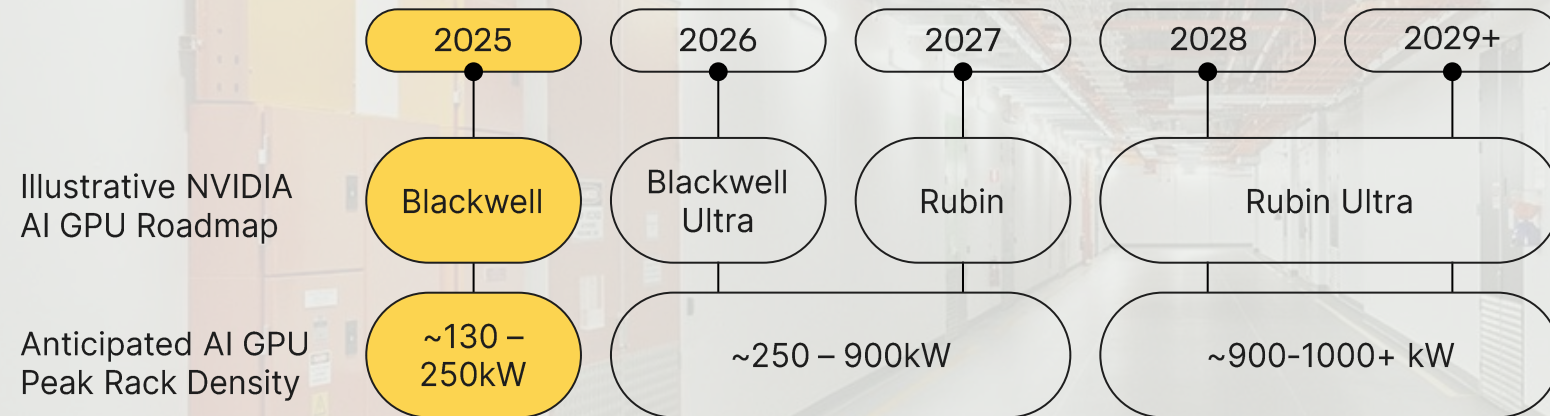 2025
2026
2027
2028
2029+
Illustrative NVIDIA
AI GPU Roadmap
Blackwell
Blackwell
Ultra
Rubin
Rubin Ultra
Anticipated AI GPU
Peak Rack Density
~130 –
250kW
~250 – 900kW
~900-1000+ kW